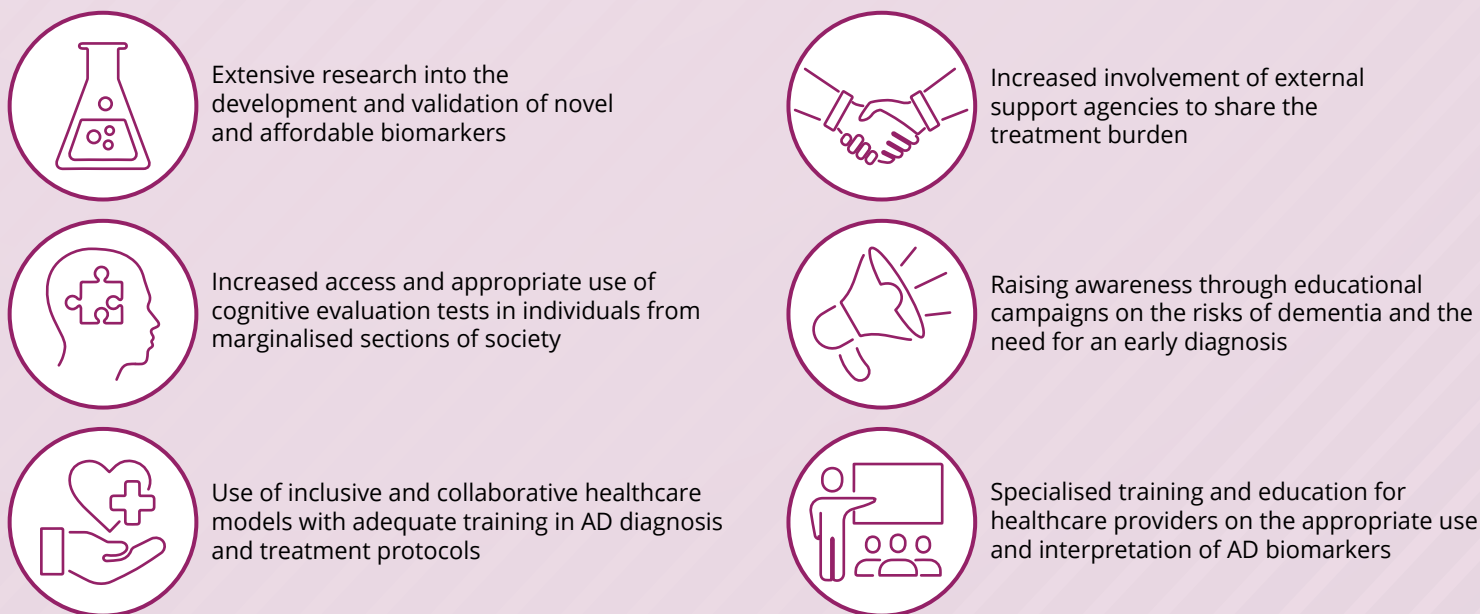 Extensive research into the
development and validation of novel
and affordable biomarkers
Increased access and appropriate use of
cognitive evaluation tests in individuals from
marginalised sections of society
Use of inclusive and collaborative healthcare
models with adequate training in AD diagnosis
and treatment protocols
Increased involvement of external
support agencies to share the
treatment burden
Raising awareness through educational
campaigns on the risks of dementia and the
need for an early diagnosis
Specialised training and education for
healthcare providers on the appropriate use
and interpretation of AD biomarkers